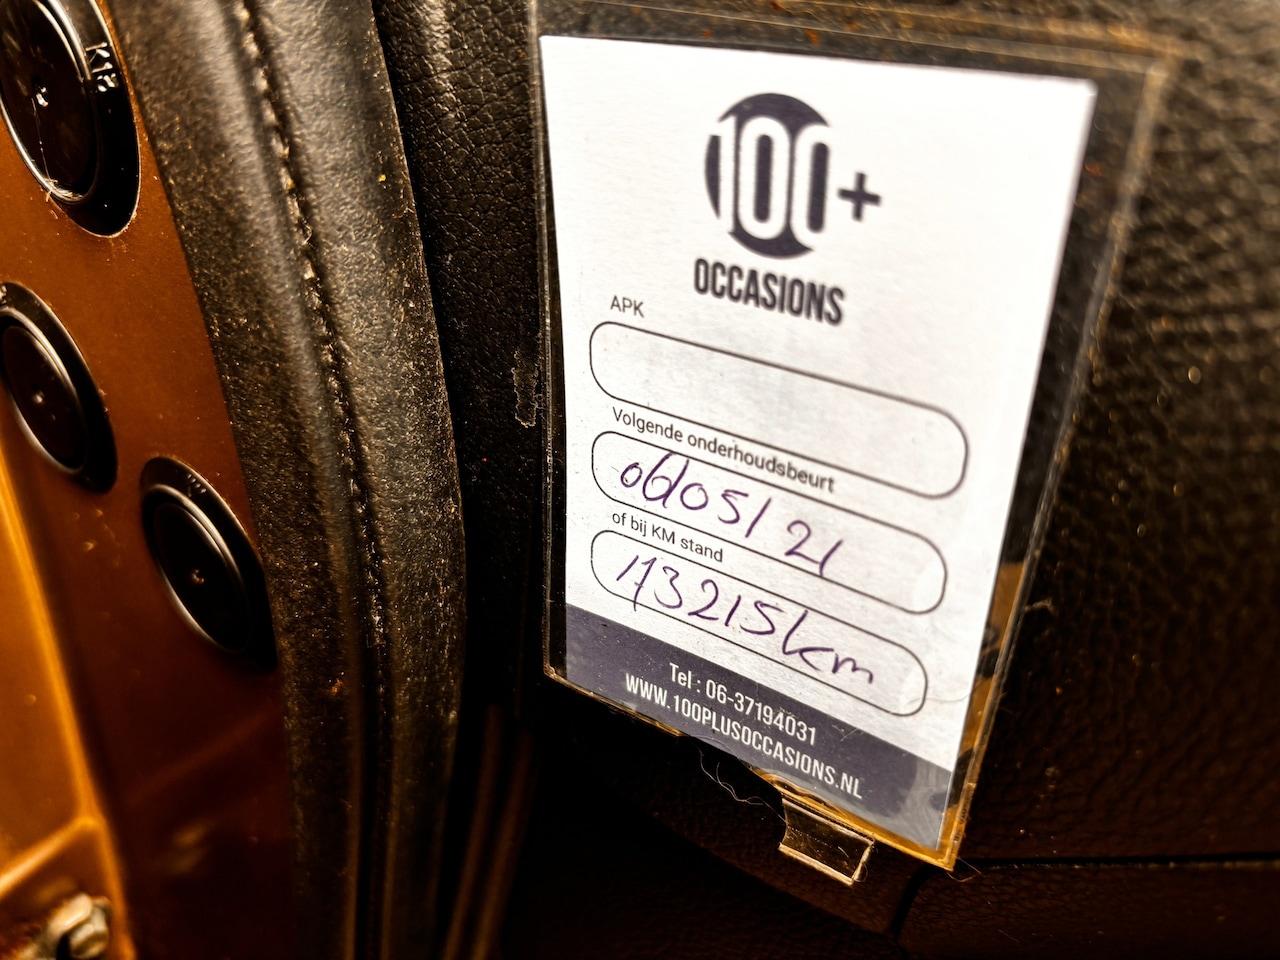 100+
OCCASIONS
APK
Volgende onderhoudsbeurt
06/05/21
of bij KM stand
173215km
Tel : 06-37194031
WWW.100PLUSOCCASIONS.NL